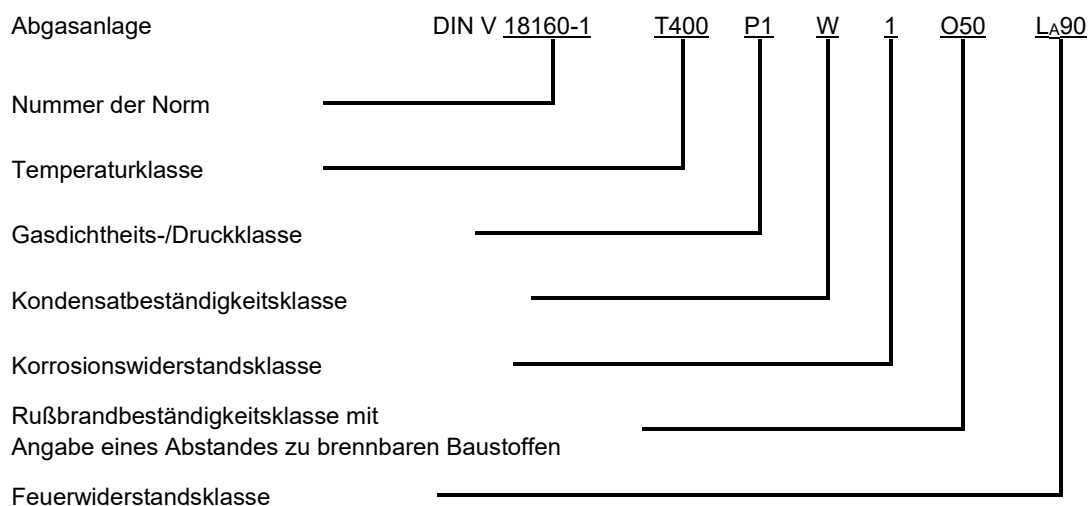 Abgasanlage DIN V 18160-1 T400 P1 W 1 O50 LA90
Nummer der Norm
Temperaturklasse
Gasdichtheits-/Druckklasse
Kondensatbeständigkeitsklasse
Korrosionswiderstandsklasse
Rußbrandbeständigkeitsklasse mit
Angabe eines Abstandes zu brennbaren Baustoffen
Feuerwiderstandsklasse